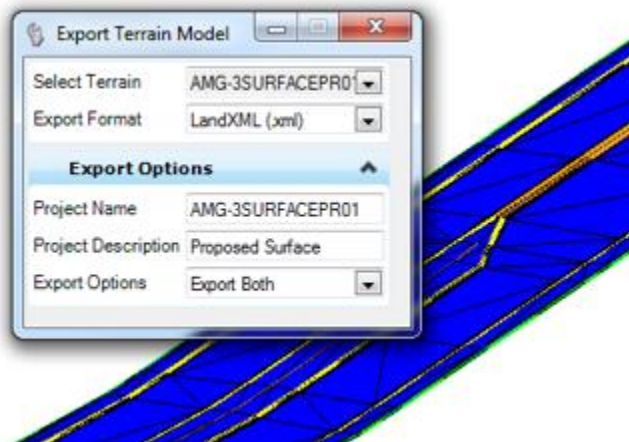 Export Terrain Model
Select Terrain AMG-3SURFACEPR01
Export Format LandXML (.xml)
Export Options
Project Name AMG-3SURFACEPR01
Project Description Proposed Surface
Export Options Export Both